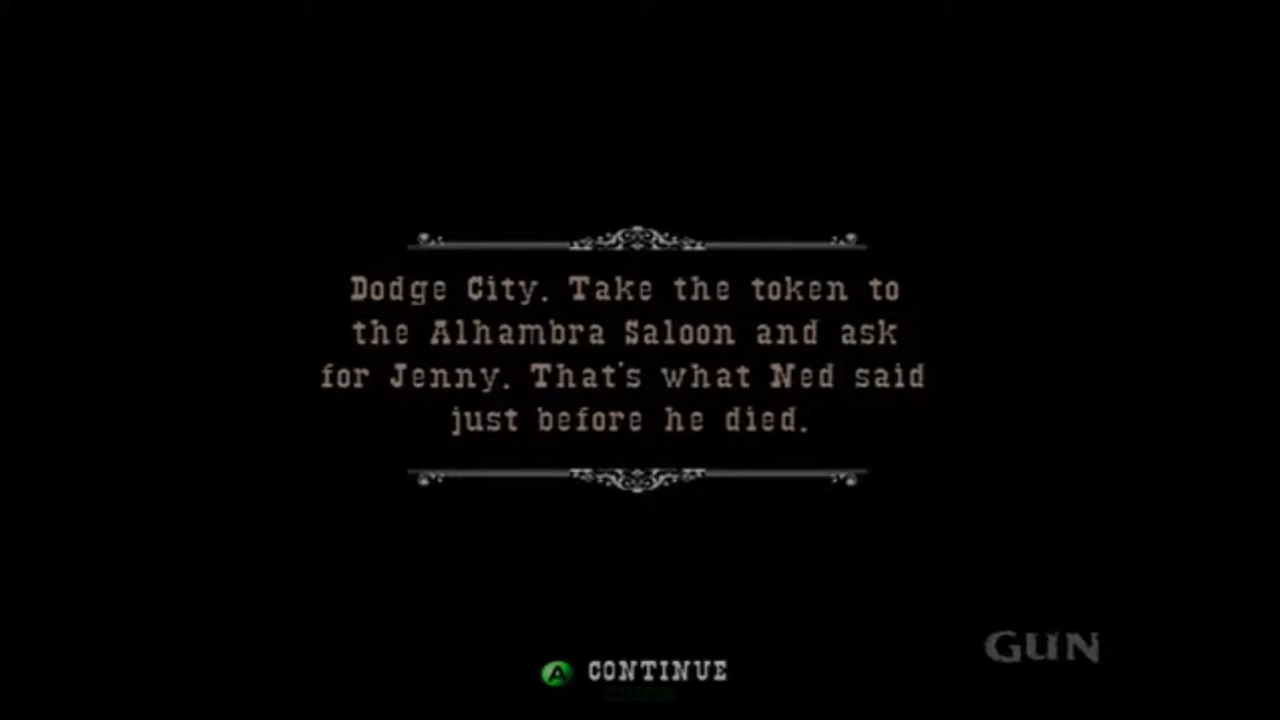 Dodge City. Take the token to
the Alhambra Saloon and ask
for Jenny. That's what Ned said
just before he died.
GUN
A CONTINUE